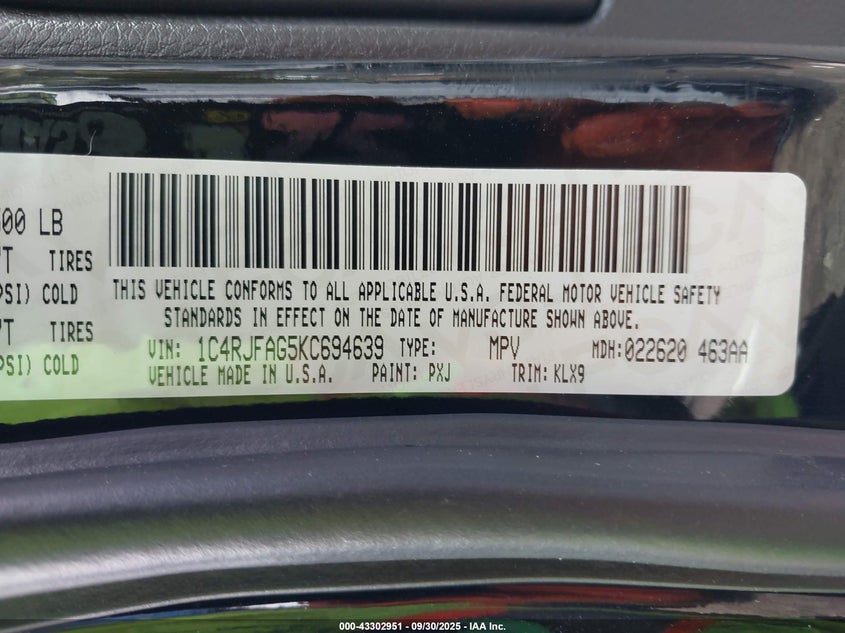 00 LB
TIRES
PSI) COLD
TIRES
PSI) COLD
THIS VEHICLE CONFORMS TO ALL APPLICABLE U.S.A. FEDERAL MOTOR VEHICLE SAFETY
STANDARDS IN EFFECT ON THE DATE OF MANUFACTURE SHOWN ABOVE.
VIN: 1C4RJFAG5KC694639 TYPE: MPV MDH:022620 463AA
VEHICLE MADE IN U.S.A. PAINT: PXJ TRIM: KLX9
000-43302951 - 09/30/2025 - IAA Inc.